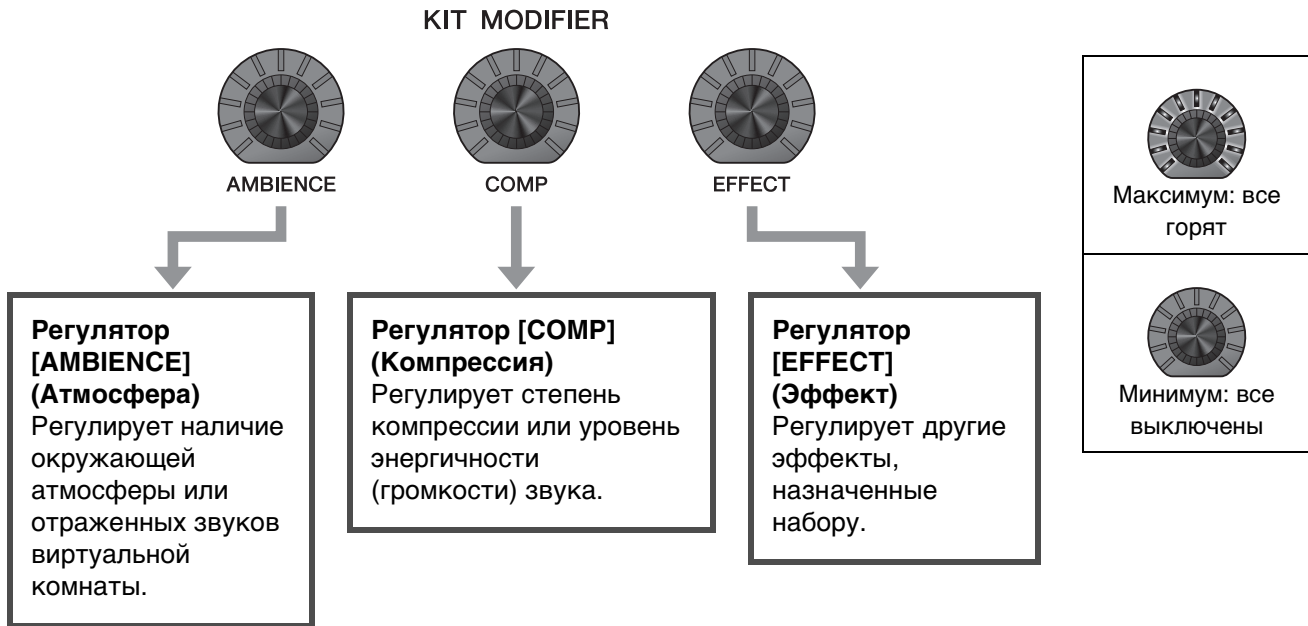 KIT MODIFIER
AMBIENCE
COMP
EFFECT
Регулятор
[AMBIENCE]
(Атмосфера)
Регулирует наличие
окружающей
атмосферы или
отраженных звуков
виртуальной
комнаты.
Регулятор [COMP]
(Компрессия)
Регулирует степень
компрессии или уровень
энергичности
(громкости) звука.
Регулятор
[EFFECT]
(Эффект)
Регулирует другие
эффекты,
назначенные
набору.
Максимум: все
горят
Минимум: все
выключены